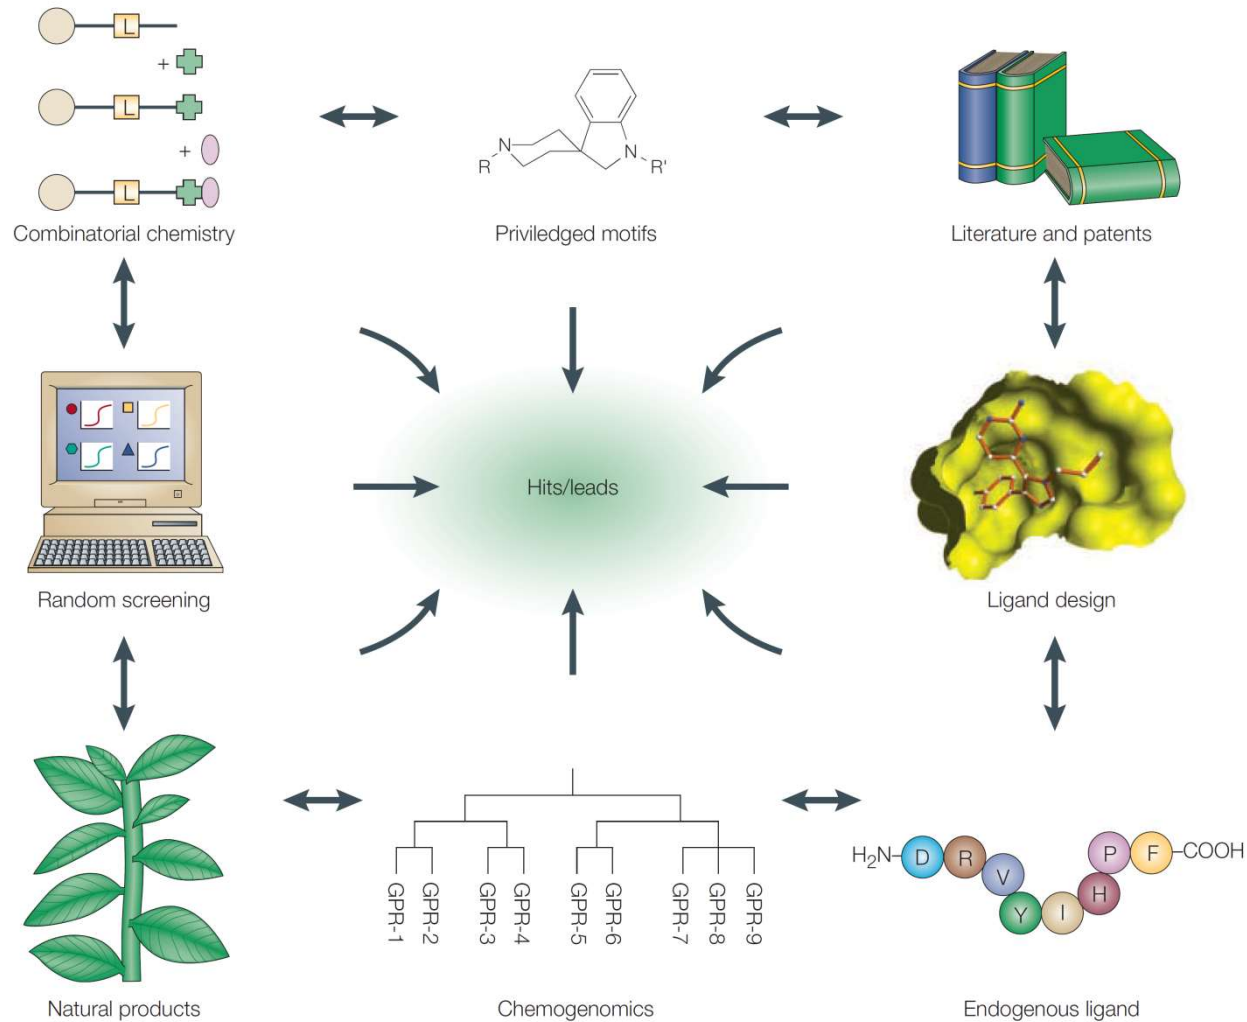 L
+
L
+
L
Combinatorial chemistry
N
R
N
R'
Priviledged motifs
Literature and patents
Random screening
Hits/leads
Ligand design
Natural products
GPR-1
GPR-2
GPR-3
GPR-4
GPR-5
GPR-6
GPR-7
GPR-8
GPR-9
Chemogenomics
H₂N-D R V Y I H P F-COOH
Endogenous ligand